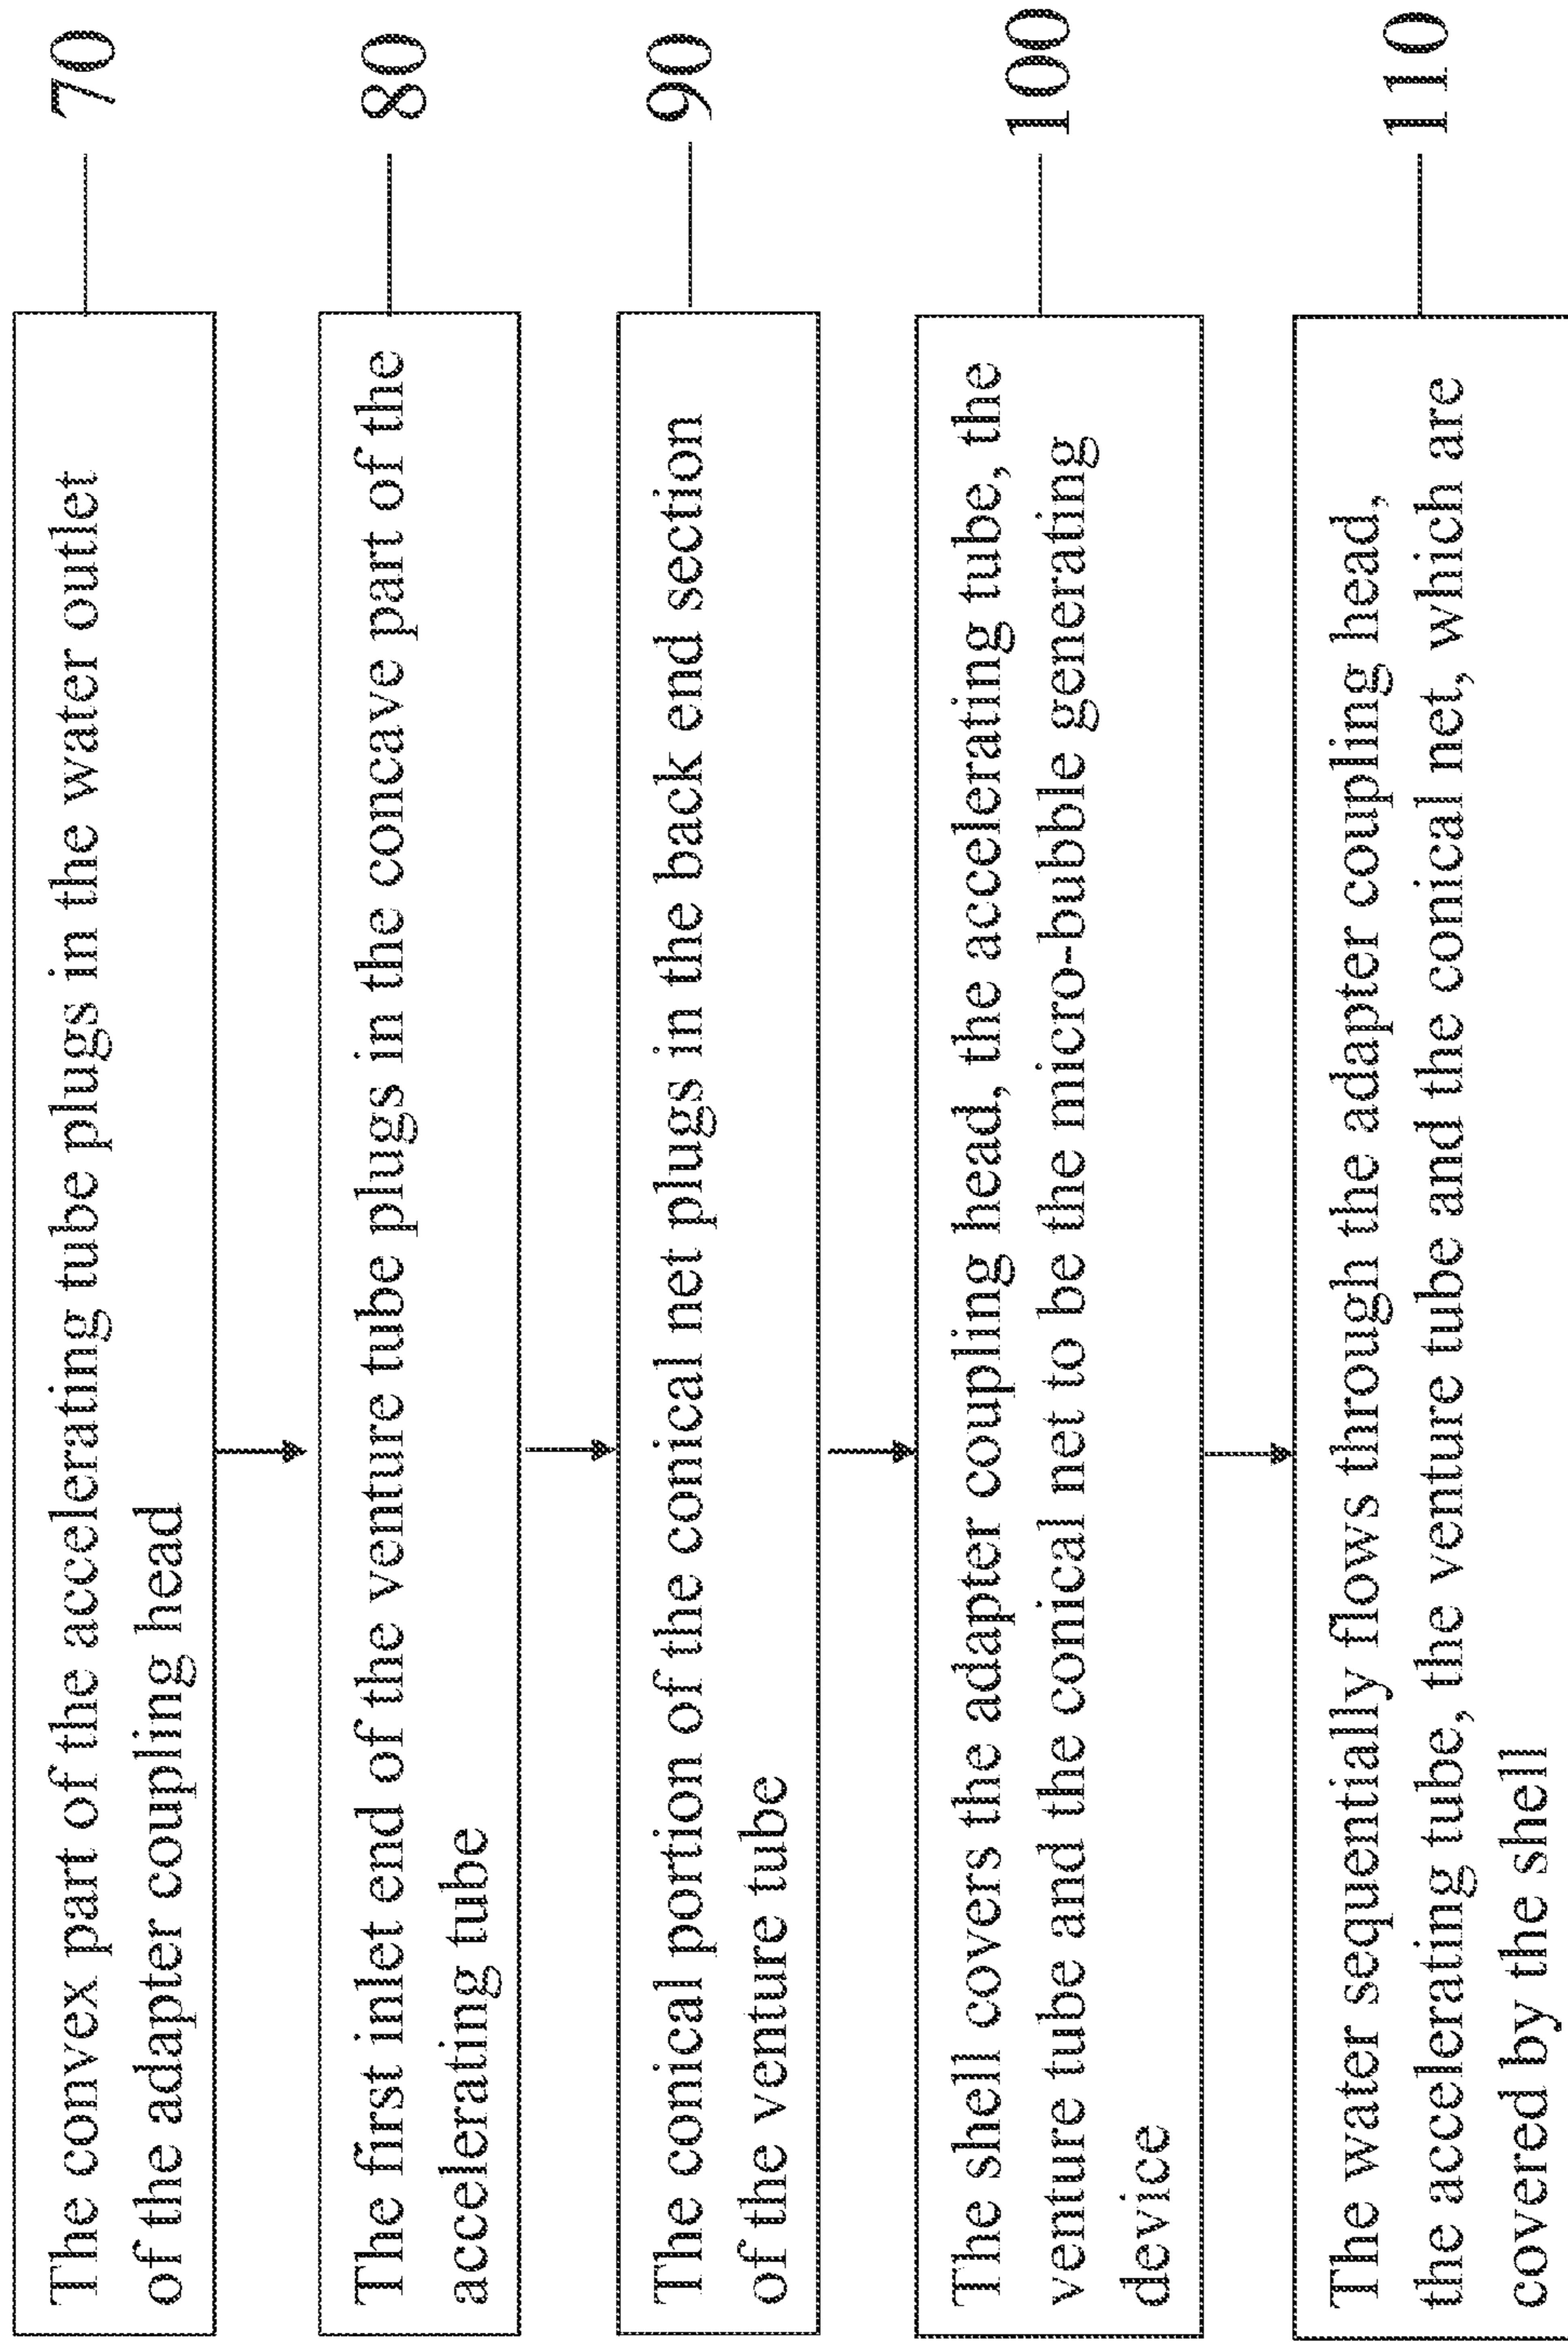 The convex part of the accelerating tube plugs in the water outlet
of the adapter coupling head
70
The first inlet end of the venture tube plugs in the concave part of the
accelerating tube
80
The conical portion of the conical net plugs in the back end section
of the venture tube
90
The shell covers the adapter coupling head, the accelerating tube, the
venture tube and the conical net to be the micro-bubble generating
device
100
The water sequentially flows through the adapter coupling head,
the accelerating tube, the venture tube and the conical net, which are
covered by the shell
110